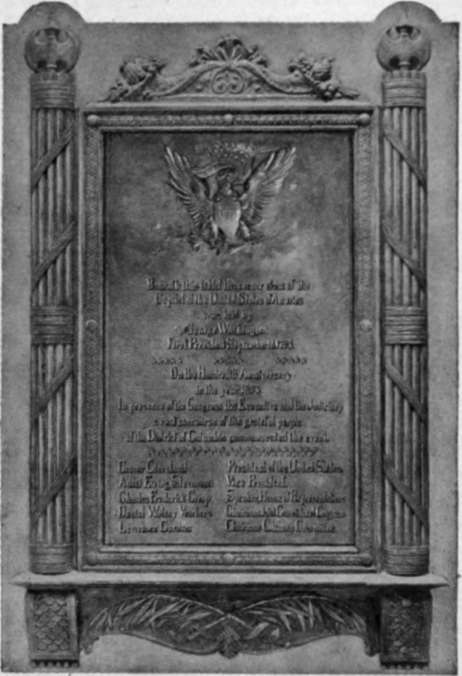 Beneath this tablet the corner stone of the
Capitol of the United States of America
was laid by
George Washington
First President September 18 1793
On the Hundredth Anniversary
in the year 1893
In presence of the Congress the Executive and the Judiciary
a vast concourse of the grateful people
of the District of Columbia commemorated the event
Grover Cleveland President of the United States
Adlai Ewing Stevenson Vice President
Charles Frederick Crisp Speaker House of Representatives
Daniel Wolsey Voorhees Chairman Joint Committee of Congress
Lawrence Gardner Chairman Citizens Committee